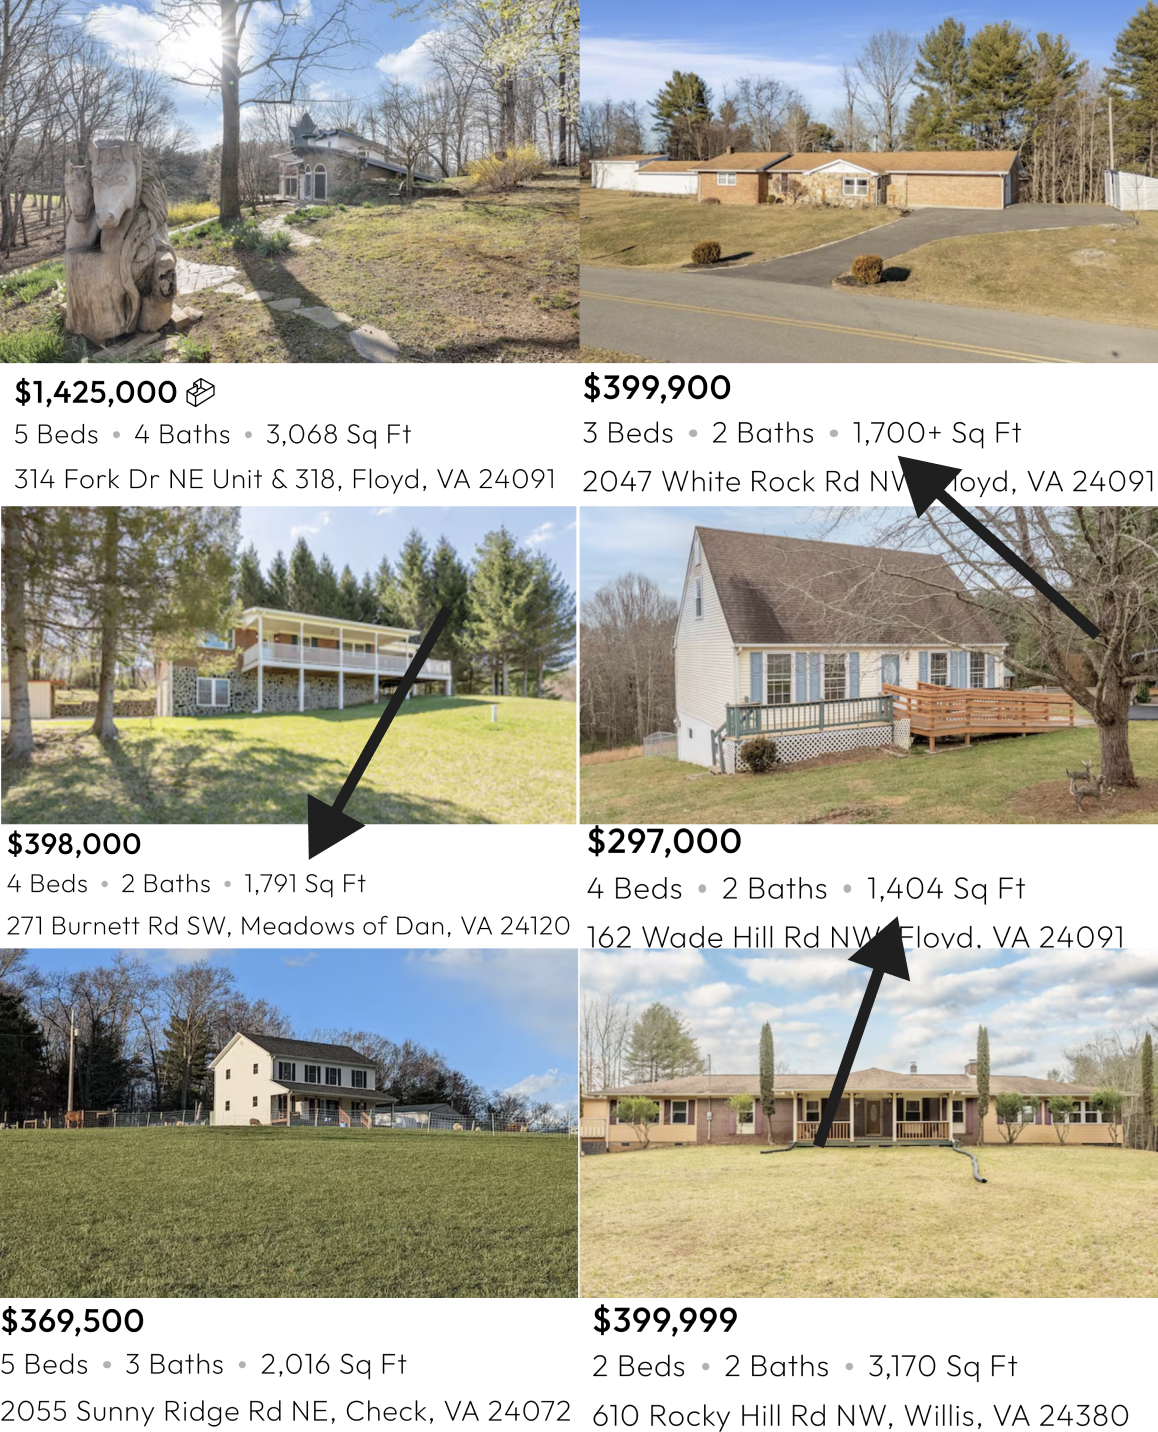 $1,425,000
5 Beds • 4 Baths • 3,068 Sq Ft
314 Fork Dr NE Unit & 318, Floyd, VA 24091
$399,900
3 Beds • 2 Baths • 1,700+ Sq Ft
2047 White Rock Rd loyd, VA 24091
$398,000
4 Beds • 2 Baths • 1,791 Sq Ft
271 Burnett Rd SW, Meadows of Dan, VA 24120
$297,000
4 Beds • 2 Baths • 1,404 Sq Ft
162 Wade Hill Rd NW Floyd, VA 24091
$369,500
5 Beds • 3 Baths • 2,016 Sq Ft
2055 Sunny Ridge Rd NE, Check, VA 24072
$399,999
2 Beds • 2 Baths • 3,170 Sq Ft
610 Rocky Hill Rd NW, Willis, VA 24380